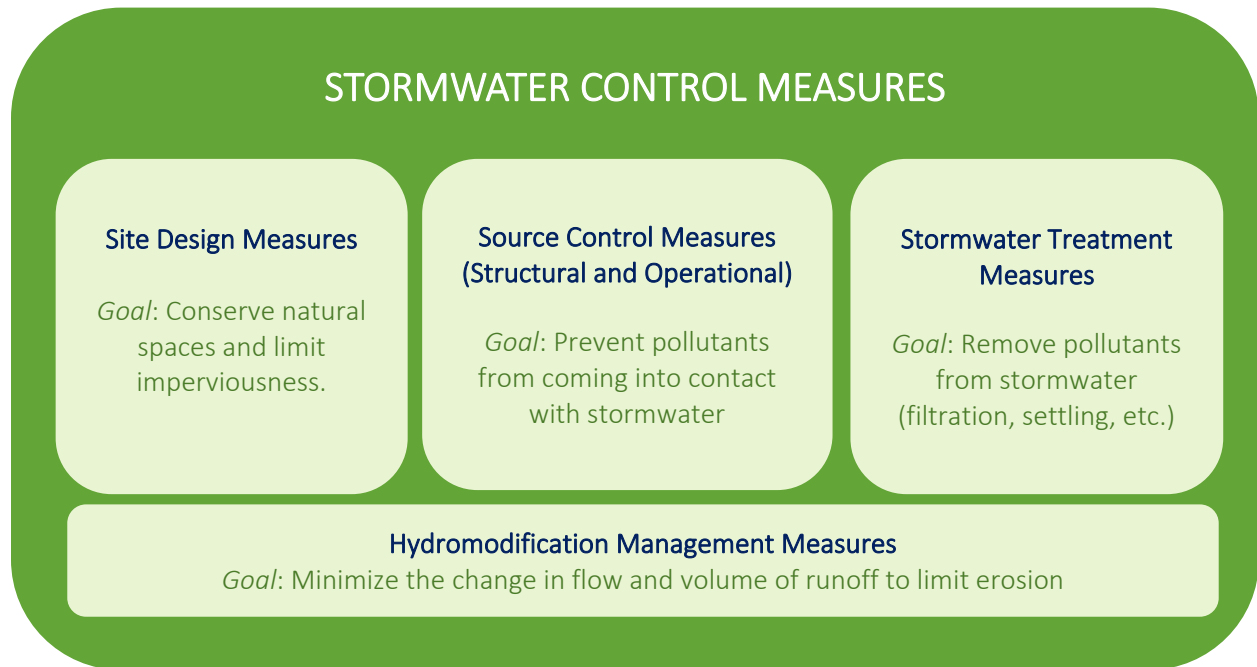 STORMWATER CONTROL MEASURES
Site Design Measures
Goal: Conserve natural
spaces and limit
imperviousness.
Source Control Measures
(Structural and Operational)
Goal: Prevent pollutants
from coming into contact
with stormwater
Stormwater Treatment
Measures
Goal: Remove pollutants
from stormwater
(filtration, settling, etc.)
Hydromodification Management Measures
Goal: Minimize the change in flow and volume of runoff to limit erosion